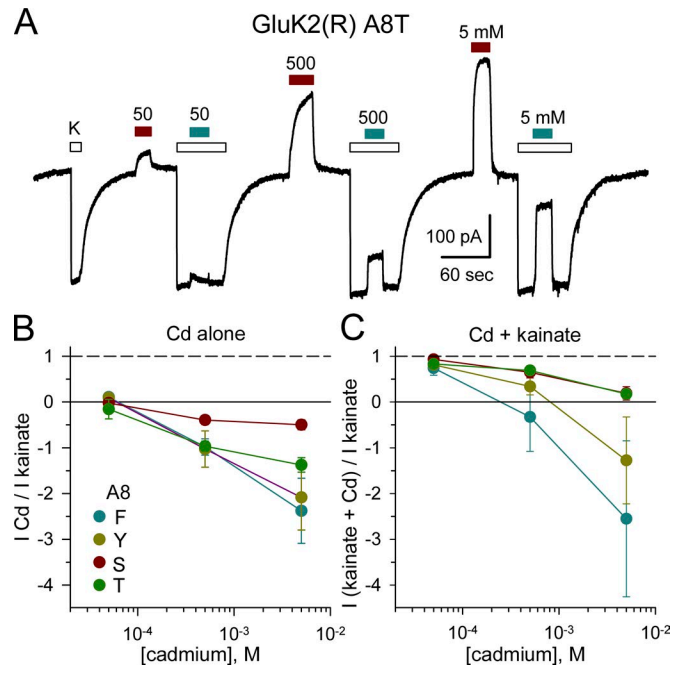 A
GluK2(R) A8T
K
50
50
500
500
5 mM
5 mM
100 pA
60 sec
B
Cd alone
1
0
-1
-2
-3
-4
I Cd / I kainate
A8
F
Y
S
T
10-4
10-3
10-2
[cadmium], M
C
Cd + kainate
1
0
-1
-2
-3
-4
I (kainate + Cd) / I kainate
10-4
10-3
10-2
[cadmium], M